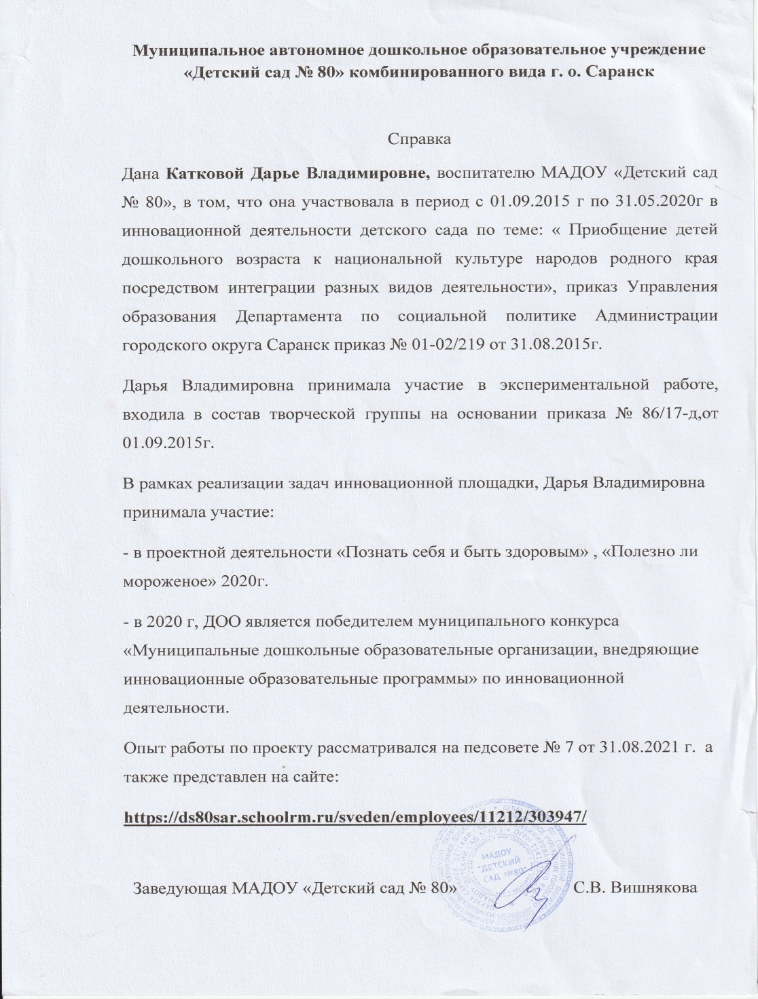 Муниципальное автономное дошкольное образовательное учреждение
«Детский сад № 80» комбинированного вида г. о. Саранск
Справка
Дана Катковой Дарье Владимировне, воспитателю МАДОУ «Детский сад
№ 80», в том, что она участвовала в период с 01.09.2015 г по 31.05.2020г в
инновационной деятельности детского сада по теме: « Приобщение детей
дошкольного возраста к национальной культуре народов родного края
посредством интеграции разных видов деятельности», приказ Управления
образования Департамента по социальной политике Администрации
городского округа Саранск приказ № 01-02/219 от 31.08.2015г.
Дарья Владимировна принимала участие в экспериментальной работе,
входила в состав творческой группы на основании приказа № 86/17-д,от
01.09.2015г.
В рамках реализации задач инновационной площадки, Дарья Владимировна
принимала участие:
- в проектной деятельности «Познать себя и быть здоровым» , «Полезно ли
мороженое» 2020г.
- в 2020 г, ДОО является победителем муниципального конкурса
«Муниципальные дошкольные образовательные организации, внедряющие
инновационные образовательные программы» по инновационной
деятельности.
Опыт работы по проекту рассматривался на педсовете № 7 от 31.08.2021 г. а
также представлен на сайте:
https://ds80sar.schoolrm.ru/sveden/employees/11212/303947/
МАДОУ
"ДЕТСКИЙ
САД №80"
Заведующая МАДОУ «Детский сад № 80» С.В. Вишнякова